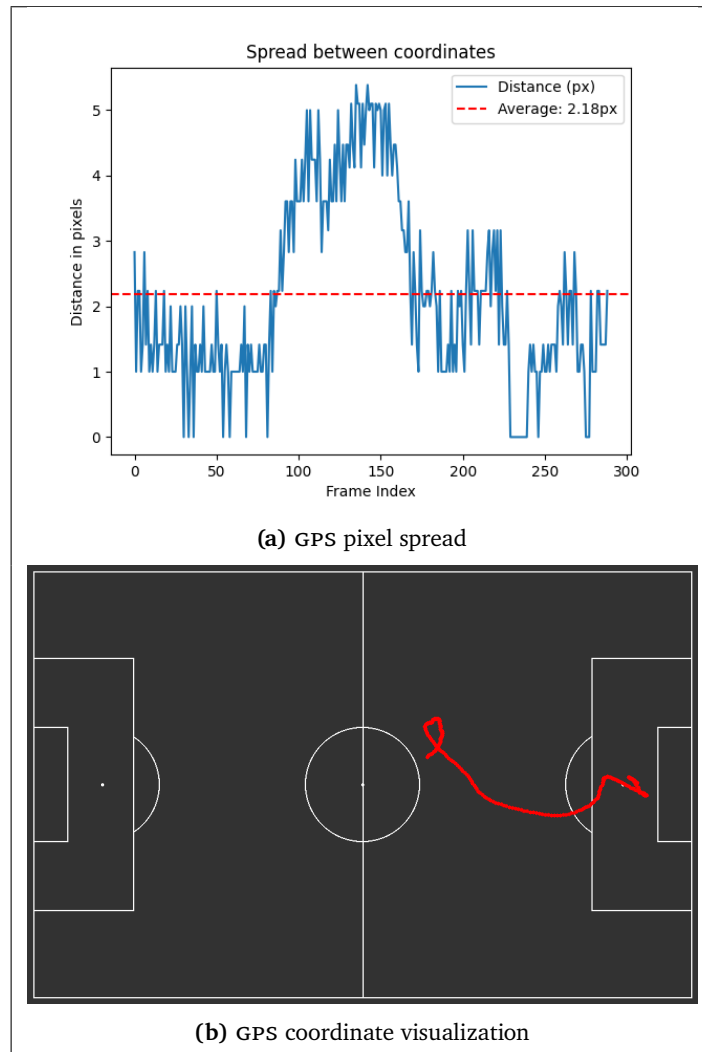 Spread between coordinates
Distance (px)
Average: 2.18px
Distance in pixels
5
4
3
2
1
0
0 50 100 150 200 250 300
Frame Index
(a) GPS pixel spread
(b) GPS coordinate visualization